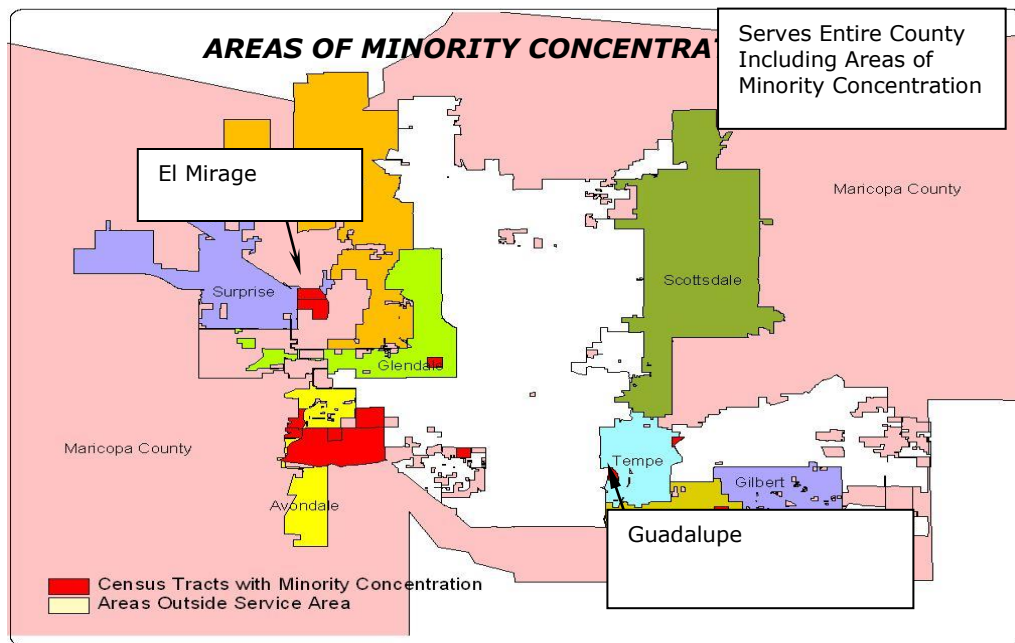 AREAS OF MINORITY CONCENTRAT
Serves Entire County
Including Areas of
Minority Concentration
El Mirage
Maricopa County
Scottsdale
Surprise
Glendale
Maricopa County
Tempe
Gilbert
Avondale
Guadalupe
Census Tracts with Minority Concentration
Areas Outside Service Area